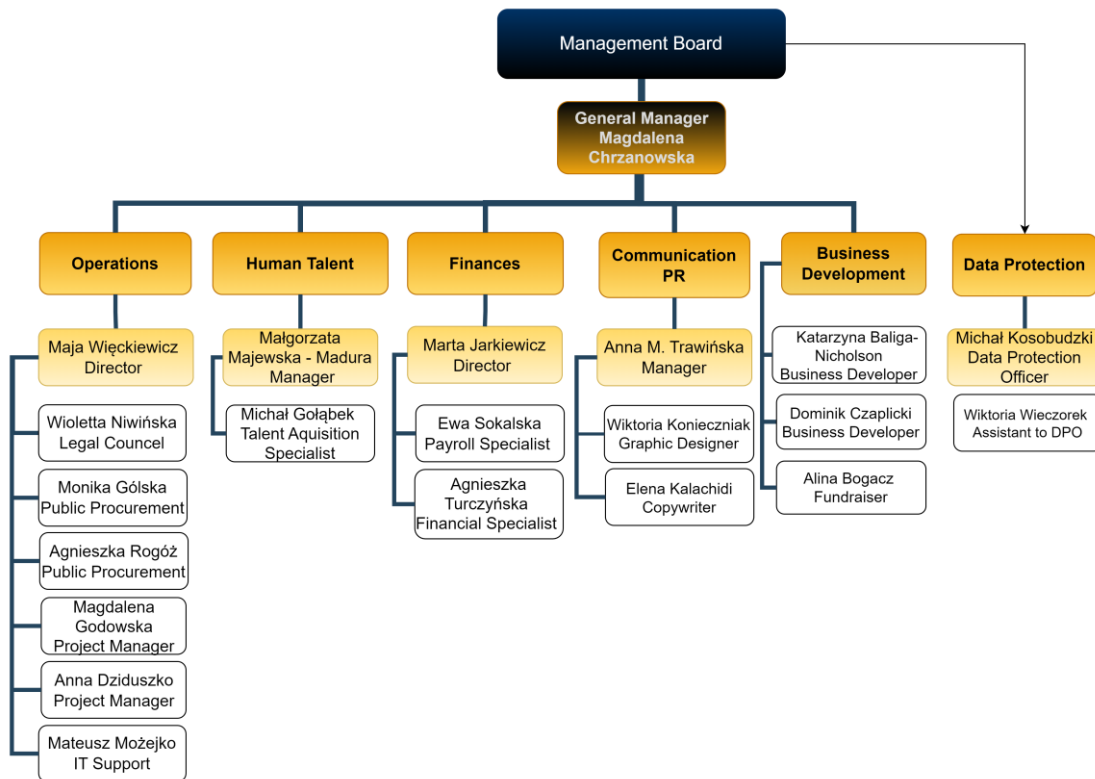 Management Board
General Manager
Magdalena
Chrzanowska
Operations
Human Talent
Finances
Communication
PR
Business
Development
Data Protection
Maja Więckiewicz
Director
Wioletta Niwińska
Legal Councel
Monika Gólska
Public Procurement
Agnieszka Rogóż
Public Procurement
Magdalena
Godowska
Project Manager
Anna Dziduszko
Project Manager
Mateusz Możejko
IT Support
Małgorzata
Majewska - Madura
Manager
Michał Gołąbek
Talent Aquisition
Specialist
Marta Jarkiewicz
Director
Ewa Sokalska
Payroll Specialist
Agnieszka
Turczyńska
Financial Specialist
Anna M. Trawińska
Manager
Wiktoria Konieczniak
Graphic Designer
Elena Kalachidi
Copywriter
Katarzyna Baliga-
Nicholson
Business Developer
Dominik Czaplicki
Business Developer
Alina Bogacz
Fundraiser
Michał Kosobudzki
Data Protection
Officer
Wiktoria Wieczorek
Assistant to DPO